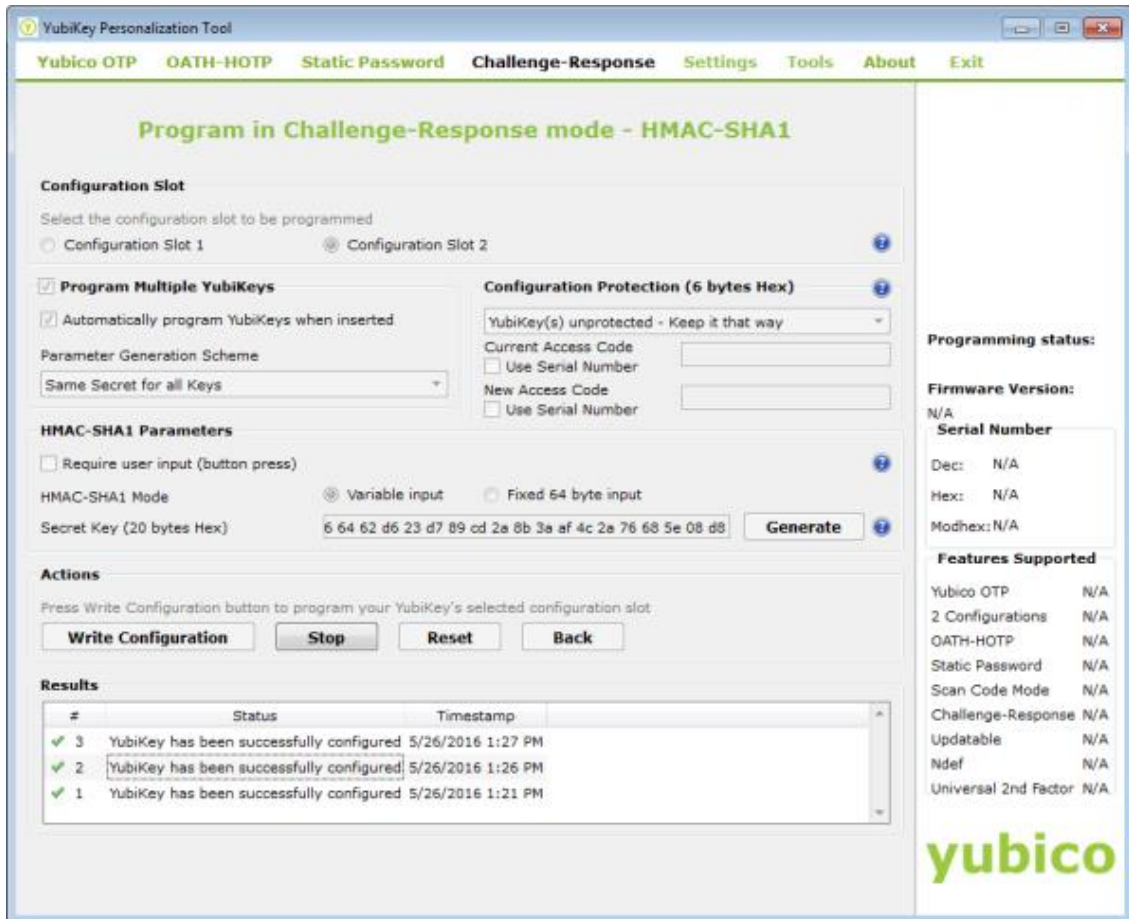 YubiKey Personalization Tool
Yubico OTP OATH-HOTP Static Password Challenge-Response Settings Tools About Exit
Program in Challenge-Response mode - HMAC-SHA1
Configuration Slot
Select the configuration slot to be programmed
Configuration Slot 1 Configuration Slot 2
Program Multiple YubiKeys
Automatically program YubiKeys when inserted
Parameter Generation Scheme
Same Secret for all Keys
Configuration Protection (6 bytes Hex)
YubiKey(s) unprotected - Keep it that way
Current Access Code
Use Serial Number
New Access Code
Use Serial Number
HMAC-SHA1 Parameters
Require user input (button press)
HMAC-SHA1 Mode Variable input Fixed 64 byte input
Secret Key (20 bytes Hex) 6 64 62 d6 23 d7 89 cd 2a 8b 3a af 4c 2a 76 68 5e 08 d8 Generate
Actions
Press Write Configuration button to program your YubiKey's selected configuration slot
Write Configuration Stop Reset Back
Results
# Status Timestamp
3 YubiKey has been successfully configured 5/26/2016 1:27 PM
2 YubiKey has been successfully configured 5/26/2016 1:26 PM
1 YubiKey has been successfully configured 5/26/2016 1:21 PM
Programming status:
Firmware Version:
N/A
Serial Number
Dec: N/A
Hex: N/A
Modhex: N/A
Features Supported
Yubico OTP N/A
2 Configurations N/A
OATH-HOTP N/A
Static Password N/A
Scan Code Mode N/A
Challenge-Response N/A
Updatable N/A
Ndef N/A
Universal 2nd Factor N/A
yubico